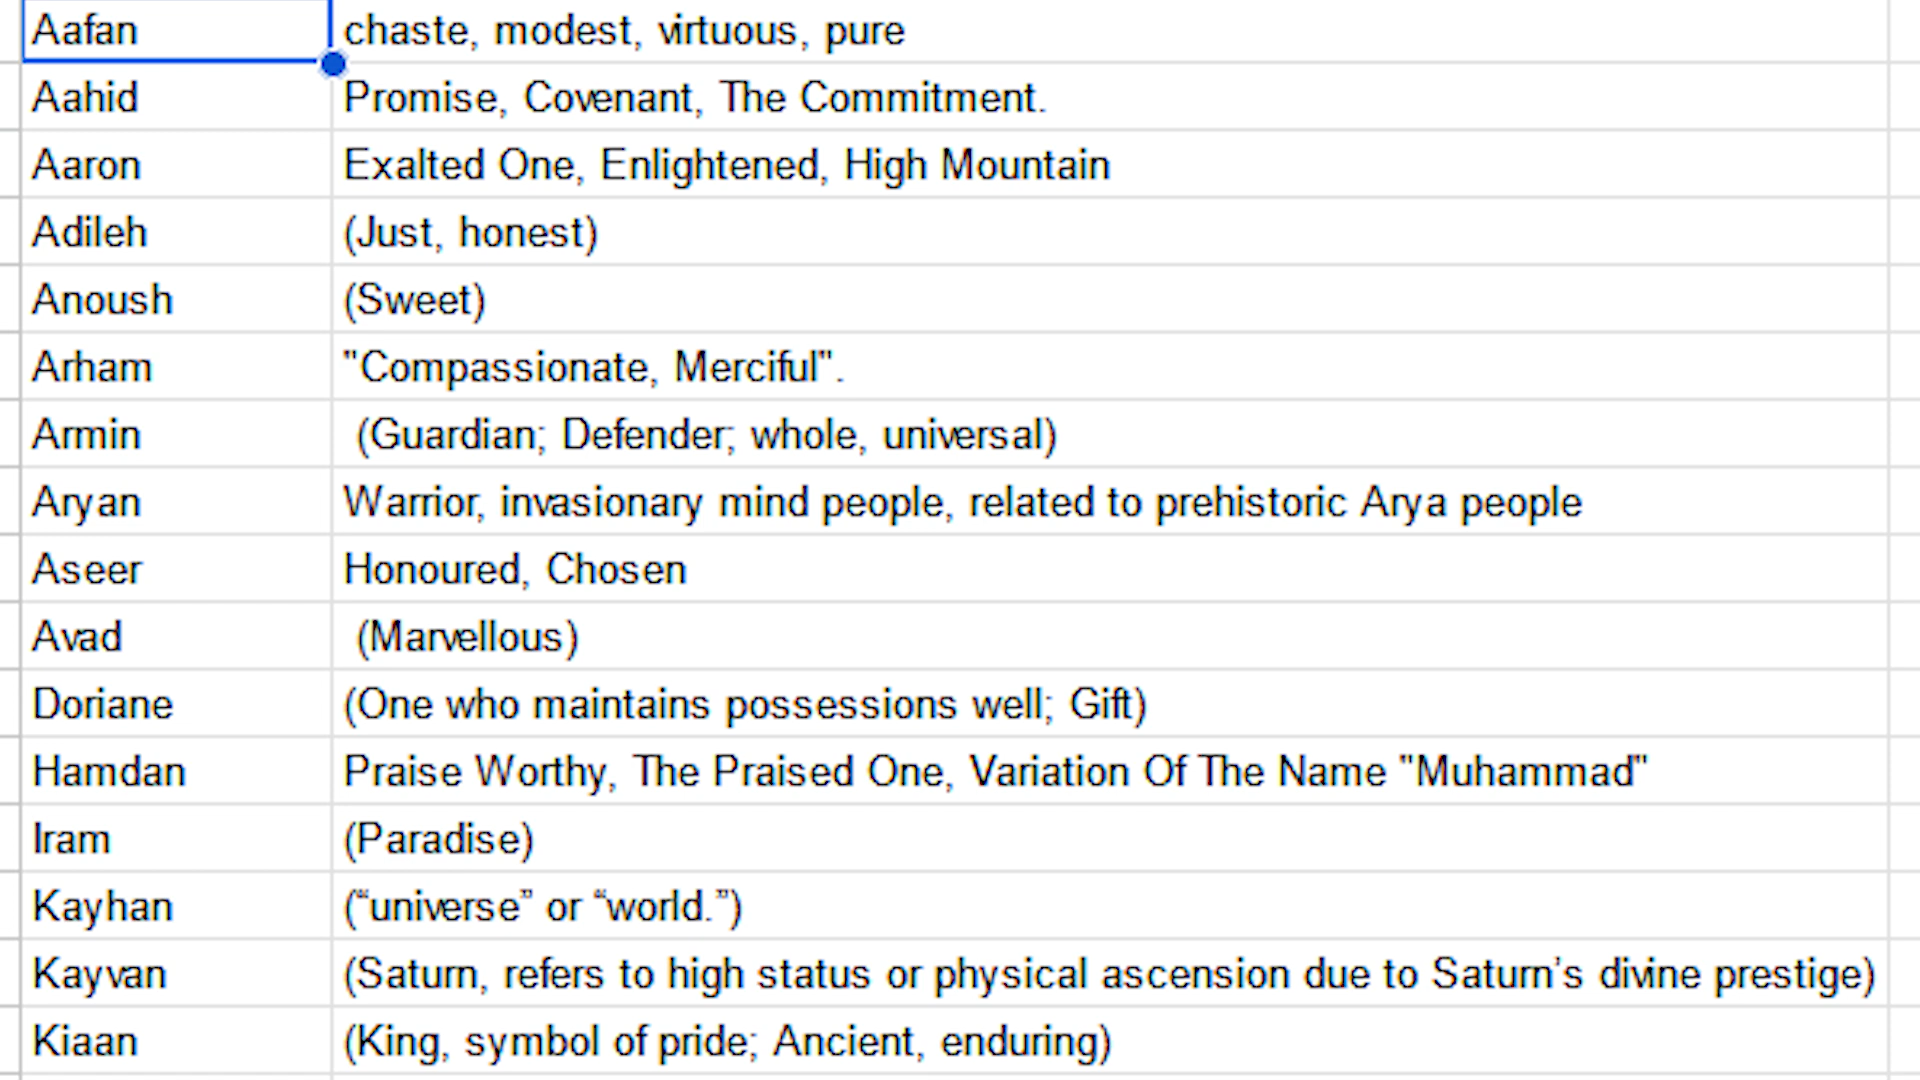 Aafan chaste, modest, virtuous, pure
Aahid Promise, Covenant, The Commitment.
Aaron Exalted One, Enlightened, High Mountain
Adileh (Just, honest)
Anoush (Sweet)
Arham "Compassionate, Merciful".
Armin (Guardian; Defender; whole, universal)
Aryan Warrior, invasionary mind people, related to prehistoric Arya people
Aseer Honoured, Chosen
Avad (Marvellous)
Doriane (One who maintains possessions well; Gift)
Hamdan Praise Worthy, The Praised One, Variation Of The Name "Muhammad"
Iram (Paradise)
Kayhan (“universe” or “world.”)
Kayvan (Saturn, refers to high status or physical ascension due to Saturn’s divine prestige)
Kiaan (King, symbol of pride; Ancient, enduring)